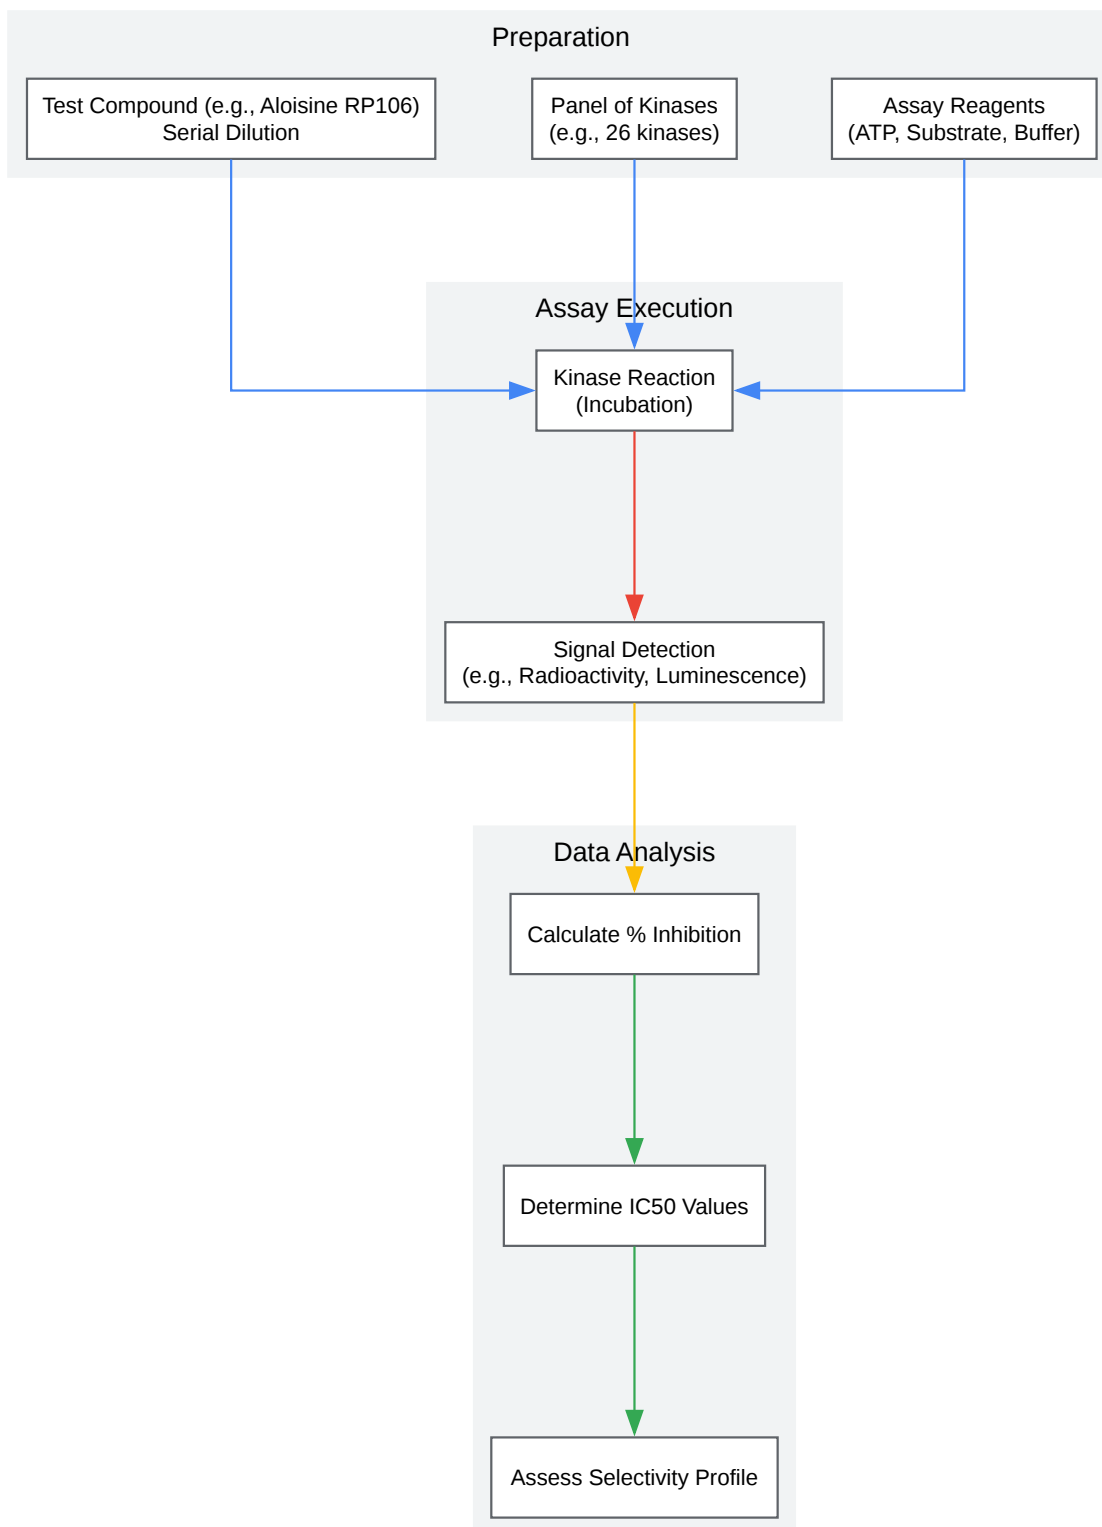 Preparation
Test Compound (e.g., Aloisine RP106)
Serial Dilution
Panel of Kinases
(e.g., 26 kinases)
Assay Reagents
(ATP, Substrate, Buffer)
Assay Execution
Kinase Reaction
(Incubation)
Signal Detection
(e.g., Radioactivity, Luminescence)
Data Analysis
Calculate % Inhibition
Determine IC50 Values
Assess Selectivity Profile